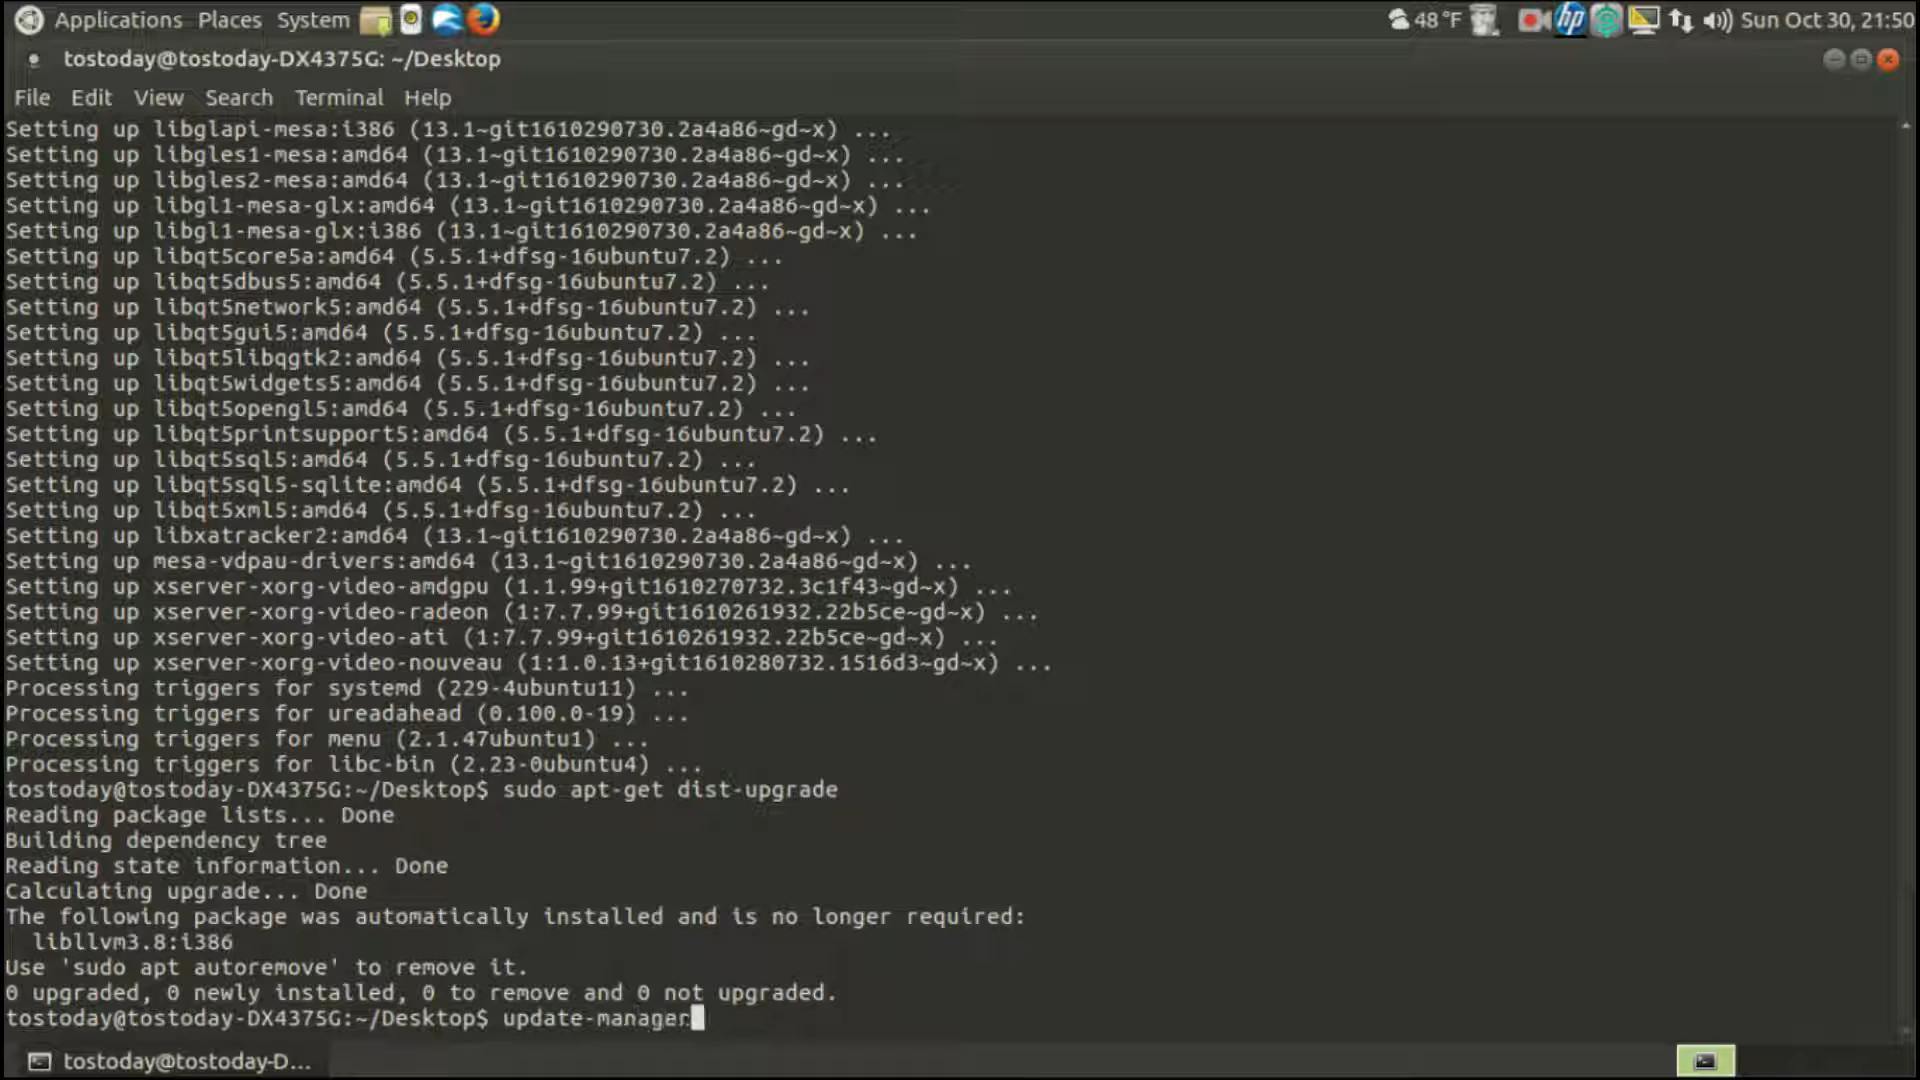 Applications Places System 48 °F hp Sun Oct 30, 21:50
tostoday@tostoday-DX4375G: ~/Desktop
File Edit View Search Terminal Help
Setting up libglapi-mesa:i386 (13.1~git1610290730.2a4a86~gd~x) ...
Setting up libgles1-mesa:amd64 (13.1~git1610290730.2a4a86~gd~x) ...
Setting up libgles2-mesa:amd64 (13.1~git1610290730.2a4a86~gd~x) ...
Setting up libgl1-mesa-glx:amd64 (13.1~git1610290730.2a4a86~gd~x) ...
Setting up libgl1-mesa-glx:i386 (13.1~git1610290730.2a4a86~gd~x) ...
Setting up libqt5core5a:amd64 (5.5.1+dfsg-16ubuntu7.2) ...
Setting up libqt5dbus5:amd64 (5.5.1+dfsg-16ubuntu7.2) ...
Setting up libqt5network5:amd64 (5.5.1+dfsg-16ubuntu7.2) ...
Setting up libqt5gui5:amd64 (5.5.1+dfsg-16ubuntu7.2) ...
Setting up libqt5libqgtk2:amd64 (5.5.1+dfsg-16ubuntu7.2) ...
Setting up libqt5widgets5:amd64 (5.5.1+dfsg-16ubuntu7.2) ...
Setting up libqt5opengl5:amd64 (5.5.1+dfsg-16ubuntu7.2) ...
Setting up libqt5printsupport5:amd64 (5.5.1+dfsg-16ubuntu7.2) ...
Setting up libqt5sql5:amd64 (5.5.1+dfsg-16ubuntu7.2) ...
Setting up libqt5sql5-sqlite:amd64 (5.5.1+dfsg-16ubuntu7.2) ...
Setting up libqt5xml5:amd64 (5.5.1+dfsg-16ubuntu7.2) ...
Setting up libxatracker2:amd64 (13.1~git1610290730.2a4a86~gd~x) ...
Setting up mesa-vdpau-drivers:amd64 (13.1~git1610290730.2a4a86~gd~x) ...
Setting up xserver-xorg-video-amdgpu (1.1.99+git1610270732.3c1f43~gd~x) ...
Setting up xserver-xorg-video-radeon (1:7.7.99+git1610261932.22b5ce~gd~x) ...
Setting up xserver-xorg-video-ati (1:7.7.99+git1610261932.22b5ce~gd~x) ...
Setting up xserver-xorg-video-nouveau (1:1.0.13+git1610280732.1516d3~gd~x) ...
Processing triggers for systemd (229-4ubuntu11) ...
Processing triggers for ureadahead (0.100.0-19) ...
Processing triggers for menu (2.1.47ubuntu1) ...
Processing triggers for libc-bin (2.23-0ubuntu4) ...
tostoday@tostoday-DX4375G:~/Desktop$ sudo apt-get dist-upgrade
Reading package lists... Done
Building dependency tree
Reading state information... Done
Calculating upgrade... Done
The following package was automatically installed and is no longer required:
  libllvm3.8:i386
Use 'sudo apt autoremove' to remove it.
0 upgraded, 0 newly installed, 0 to remove and 0 not upgraded.
tostoday@tostoday-DX4375G:~/Desktop$ update-manager
tostoday@tostoday-D...